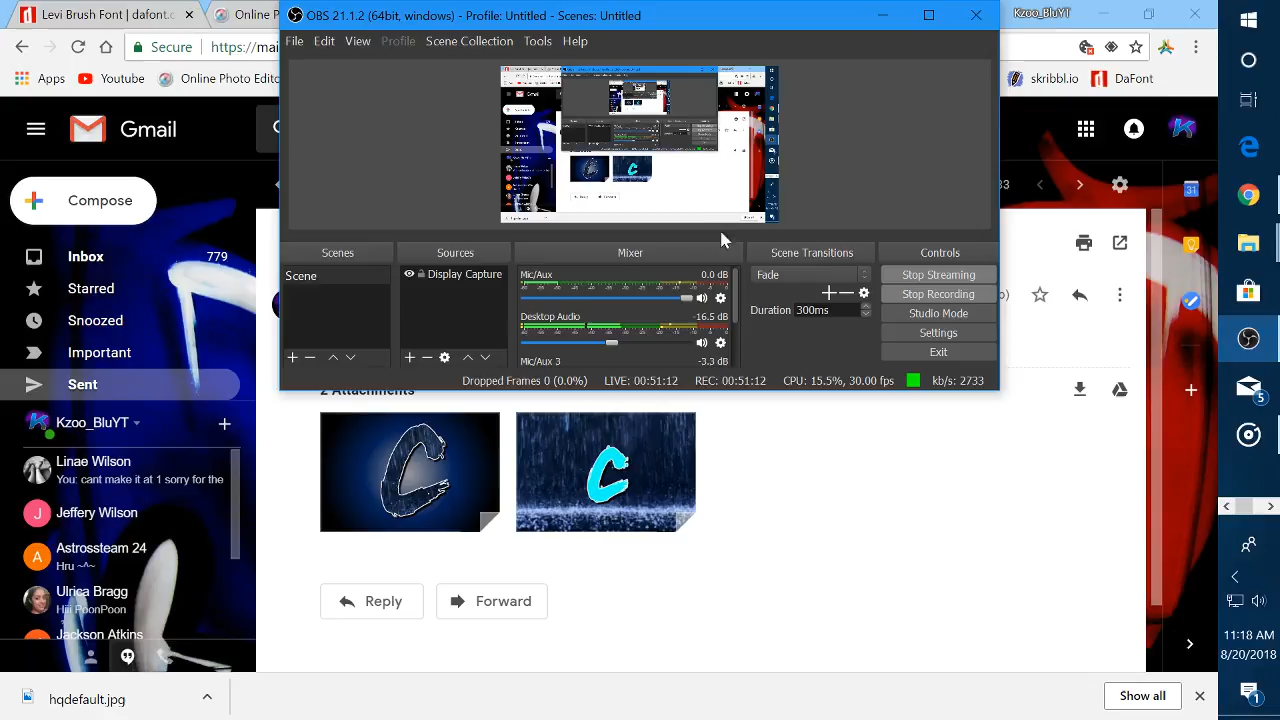 Levi Brush Font | dafont.c
Online P
OBS 21.1.2 (64bit, windows) - Profile: Untitled - Scenes: Untitled
Kzoo_BluYT
Secure
https://mai
File Edit View Profile Scene Collection Tools Help
Apps Youtube Online Photo Edito
skribbl.io DaFont
Gmail
Compose
33
Inbox 779
Starred
Snoozed
Important
Sent
Kzoo_BluYT
Linae Wilson
You: cant make it at 1 sorry for the
Jeffery Wilson
Astrossteam 24
Hru ~^~
Ulrica Bragg
Hiii PoonPoon
Jackson Atkins
Scenes Sources Mixer Scene Transitions Controls
Scene
Display Capture
Mic/Aux 0.0 dB
Desktop Audio -16.5 dB
Mic/Aux 3 -3.3 dB
Fade
Duration 300ms
Stop Streaming
Stop Recording
Studio Mode
Settings
Exit
Dropped Frames 0 (0.0%) LIVE: 00:51:12 REC: 00:51:12 CPU: 15.5%, 30.00 fps kb/s: 2733
2 Attachments
C
C
Reply Forward
31
5
11:18 AM
8/20/2018
1
hqdefault.jpg
Show all